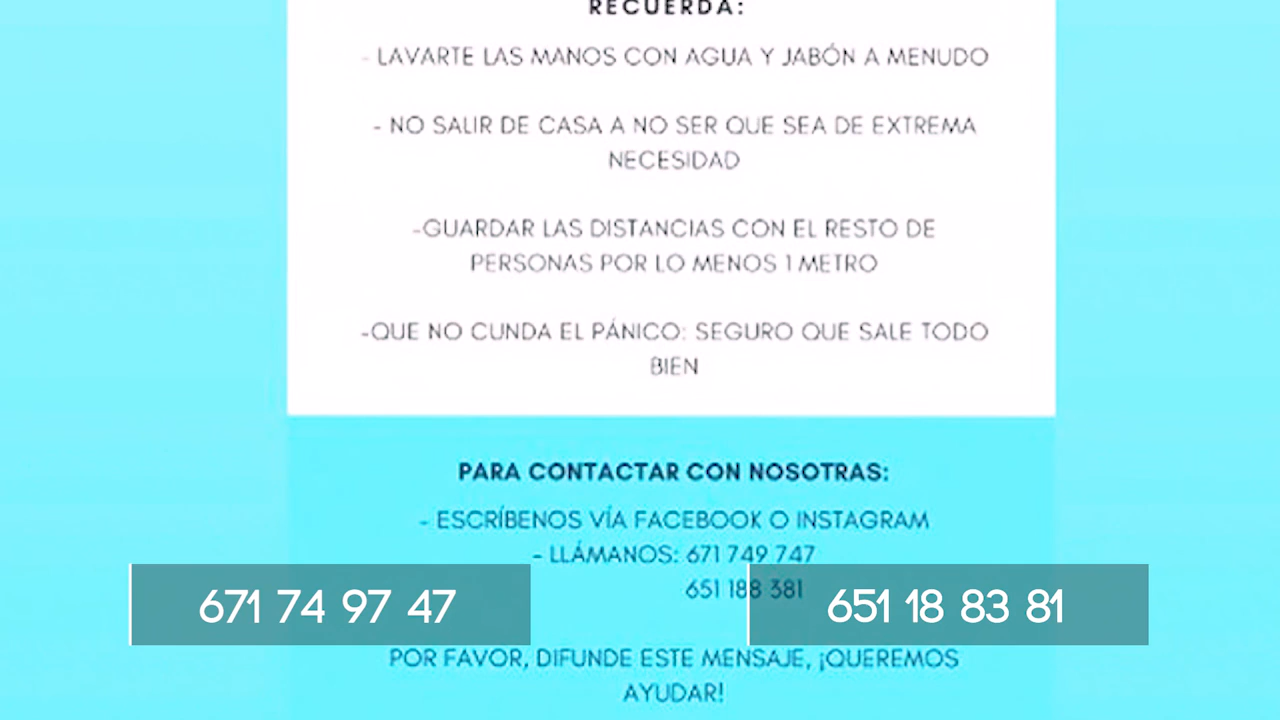 RECUERDA:
- LAVARTE LAS MANOS CON AGUA Y JABÓN A MENUDO
- NO SALIR DE CASA A NO SER QUE SEA DE EXTREMA
NECESIDAD
-GUARDAR LAS DISTANCIAS CON EL RESTO DE
PERSONAS POR LO MENOS 1 METRO
-QUE NO CUNDA EL PÁNICO: SEGURO QUE SALE TODO
BIEN
PARA CONTACTAR CON NOSOTRAS:
- ESCRÍBENOS VÍA FACEBOOK O INSTAGRAM
- LLÁMANOS: 671 749 747
651 188 381
671 74 97 47
651 18 83 81
POR FAVOR, DIFUNDE ESTE MENSAJE, ¡QUEREMOS
AYUDAR!